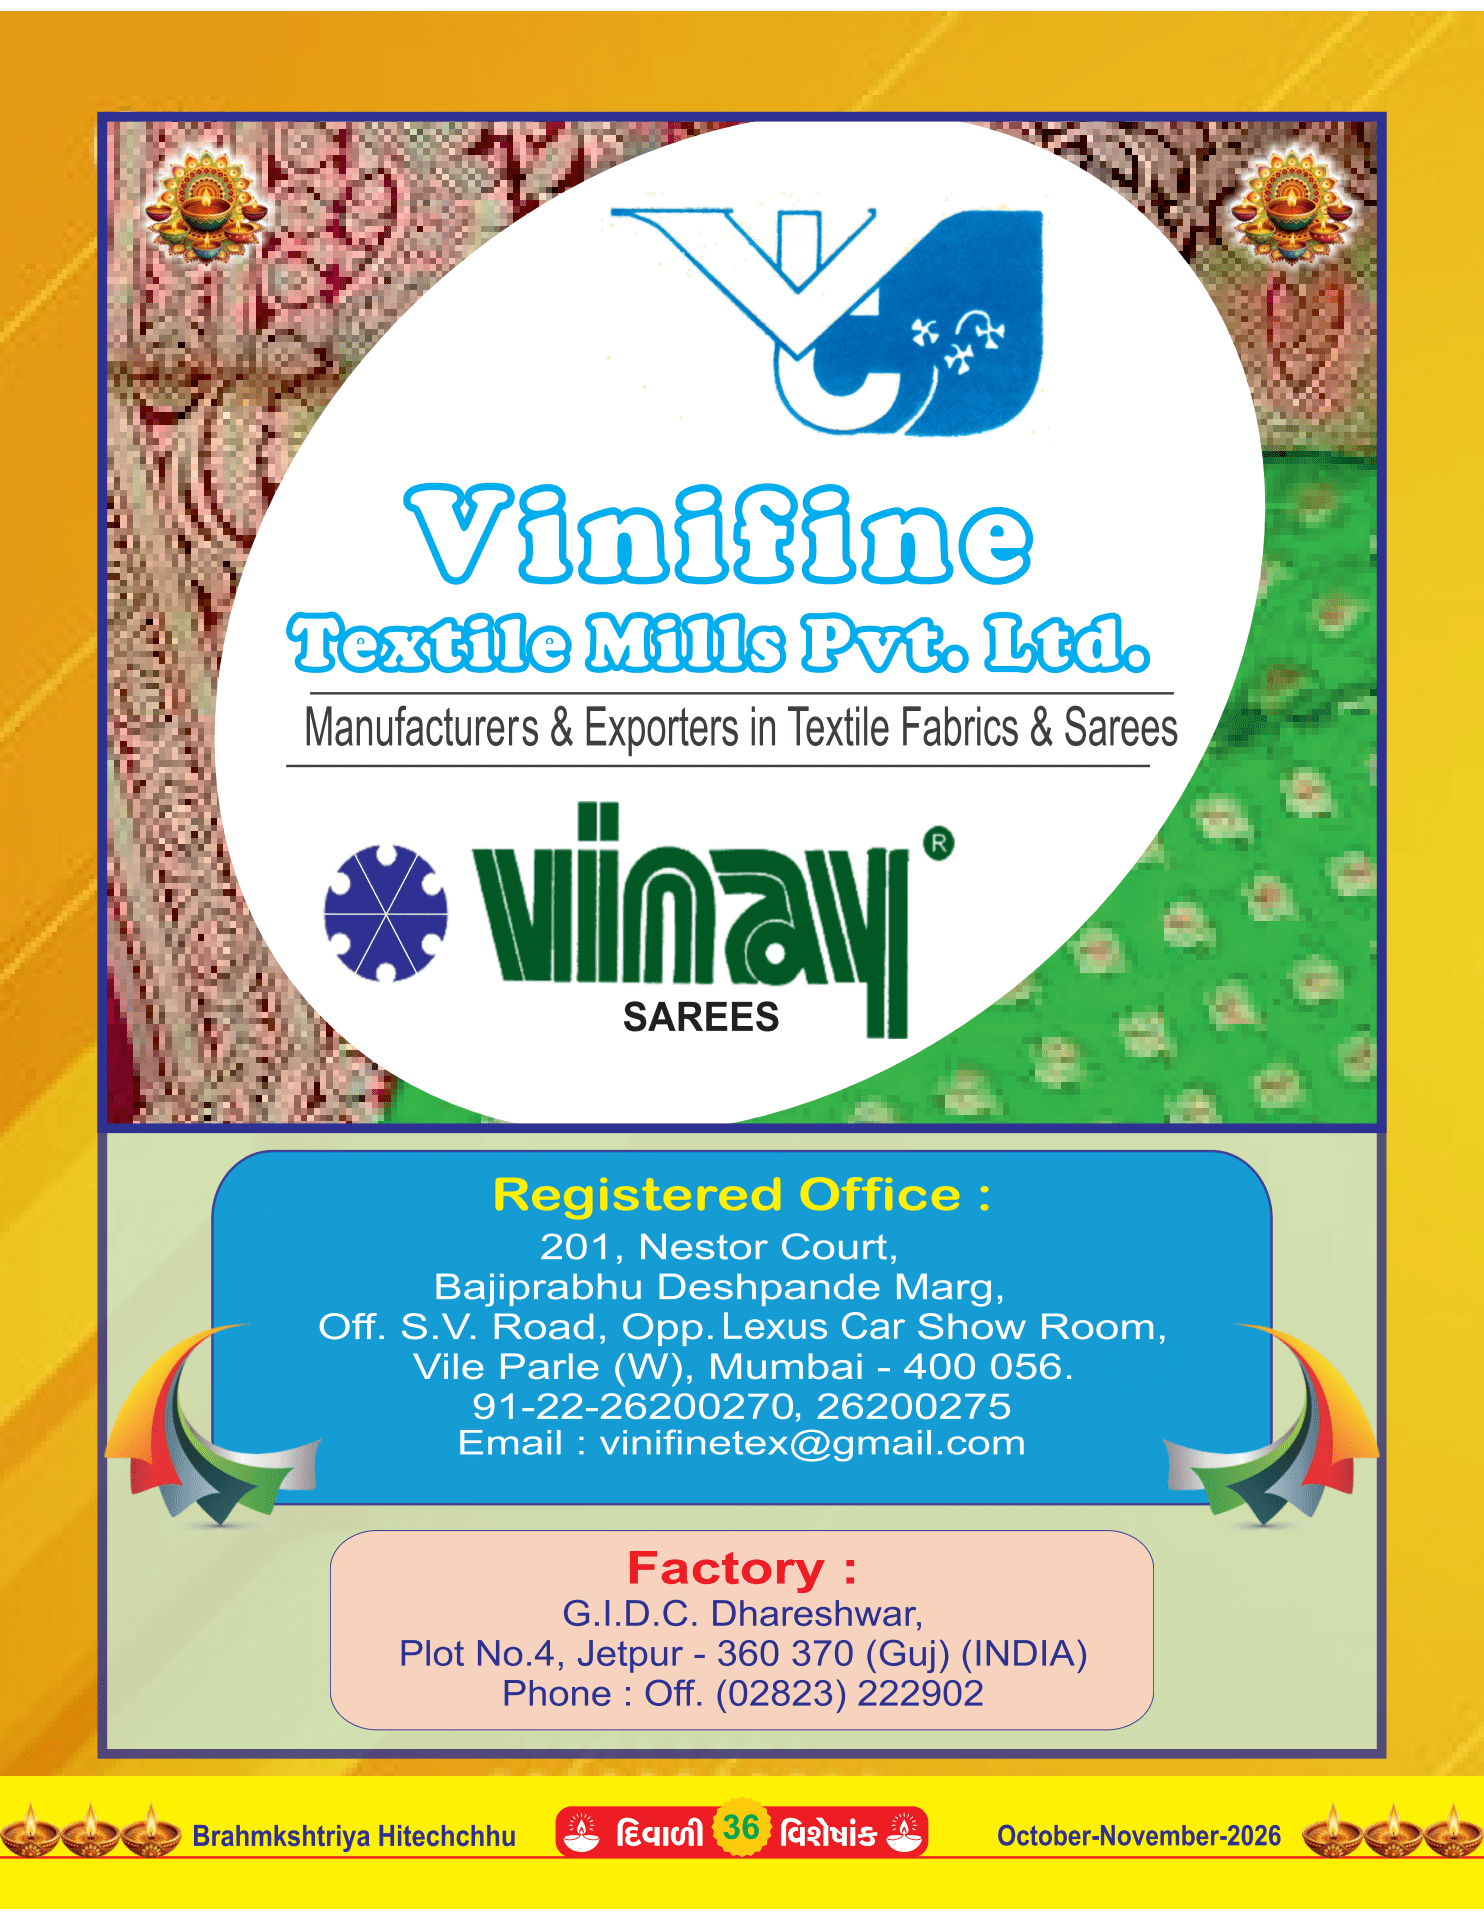 Vinifine
Textile Mills Pvt. Ltd.
Manufacturers & Exporters in Textile Fabrics & Sarees
vinay ®
SAREES
Registered Office :
201, Nestor Court,
Bajiprabhu Deshpande Marg,
Off. S.V. Road, Opp. Lexus Car Show Room,
Vile Parle (W), Mumbai - 400 056.
91-22-26200270, 26200275
Email : vinifinetex@gmail.com
Factory :
G.I.D.C. Dhareshwar,
Plot No.4, Jetpur - 360 370 (Guj) (INDIA)
Phone : Off. (02823) 222902
Brahmkshtriya Hitechchhu દિવાળી 36 વિશેષાંક October-November-2026